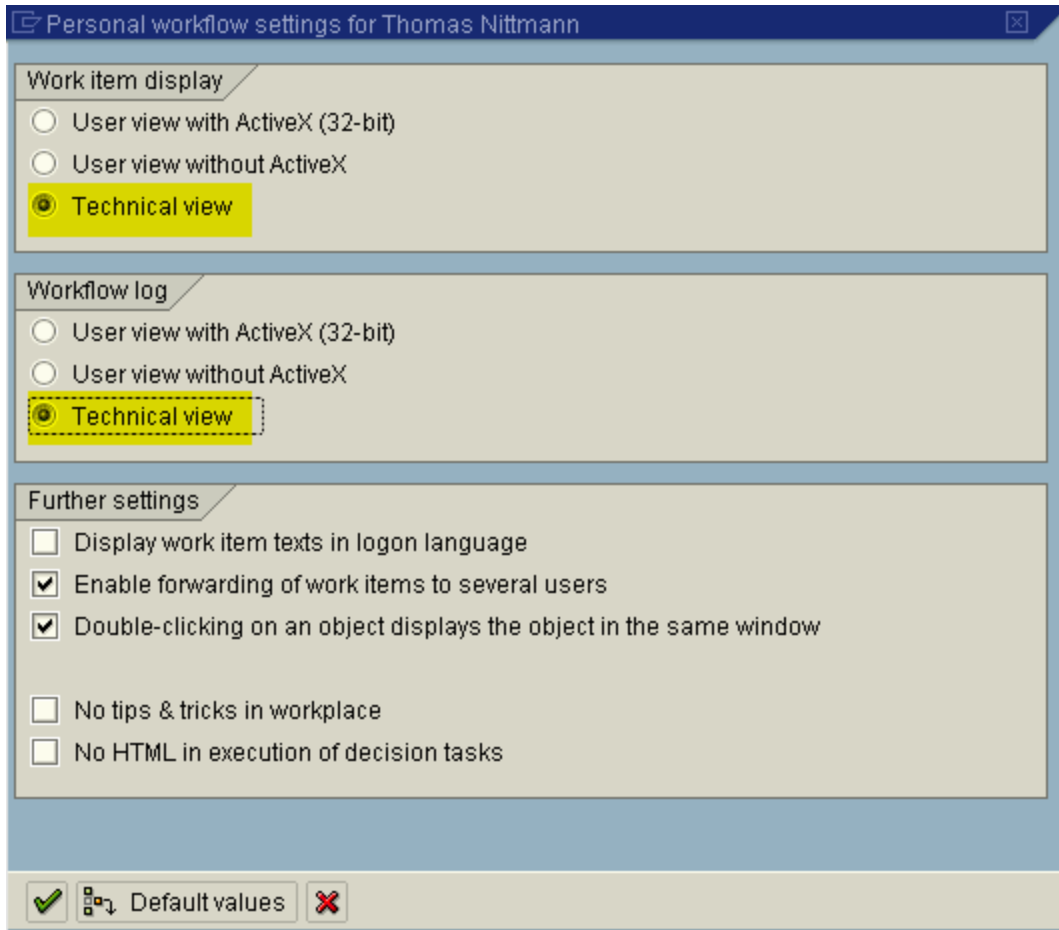 Personal workflow settings for Thomas Nittmann
Work item display
User view with ActiveX (32-bit)
User view without ActiveX
Technical view
Workflow log
User view with ActiveX (32-bit)
User view without ActiveX
Technical view
Further settings
Display work item texts in logon language
Enable forwarding of work items to several users
Double-clicking on an object displays the object in the same window
No tips & tricks in workplace
No HTML in execution of decision tasks
Default values